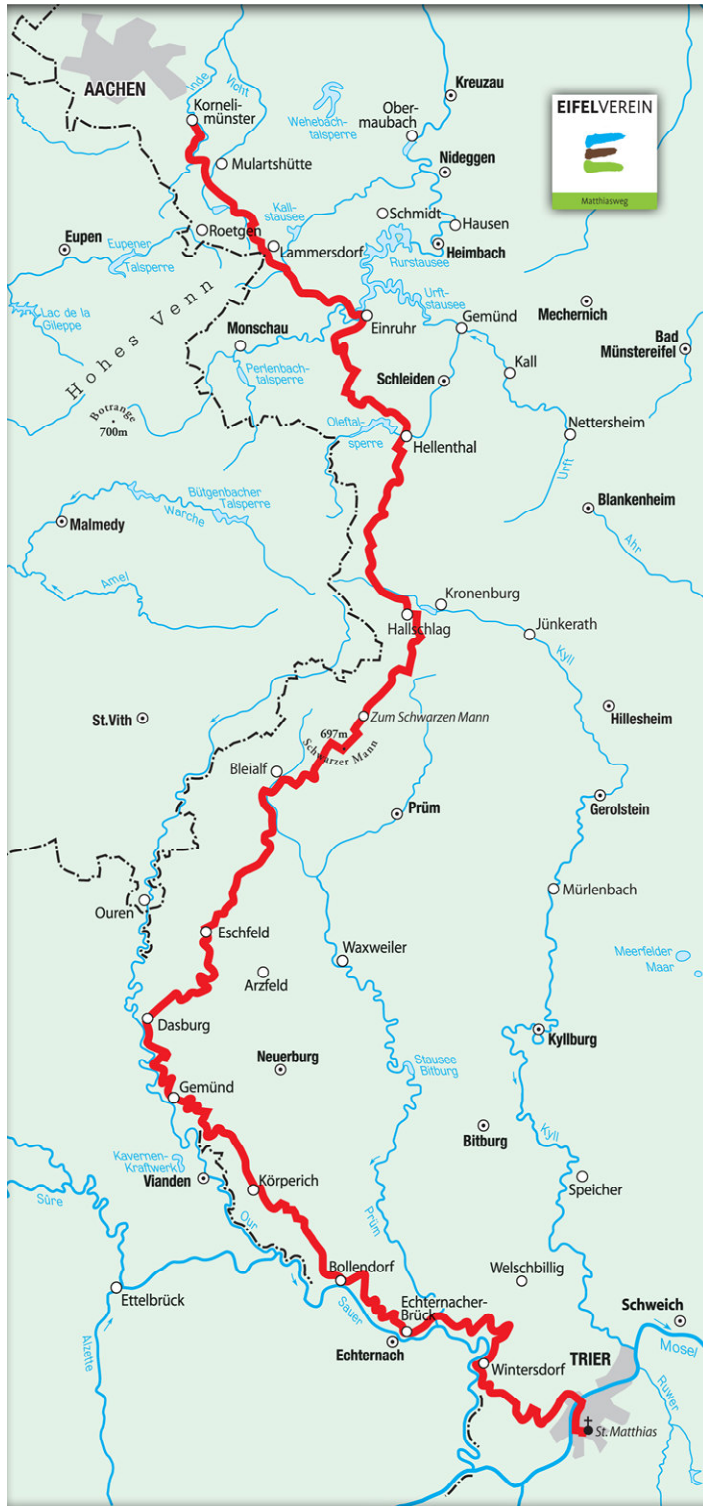 AACHEN
Inde
Vicht
Korneli-
münster
Wehebach-
talsperre
Ober-
maubach
Kreuzau
EIFELVEREIN
Matthiasweg
Mulartshütte
Nideggen
Kall-
stausee
Schmidt
Hausen
Eupen
Eupener
Talsperre
Roetgen
Lammersdorf
Rurstausee
Heimbach
Lac de la
Gileppe
Hohes Venn
Urft-
stausee
Einruhr
Gemünd
Mechernich
Monschau
Bad
Münstereifel
Perlenbach-
talsperre
Schleiden
Kall
Botrange
700m
Oleftal-
sperre
Hellenthal
Nettersheim
Urft
Bütgenbacher
Talsperre
Warche
Blankenheim
Malmedy
Ahr
Amel
Kronenburg
Hallschlag
Jünkerath
Kyll
St.Vith
Zum Schwarzen Mann
Hillesheim
697m
Schwarzer Mann
Bleialf
Prüm
Gerolstein
Mürlenbach
Ouren
Eschfeld
Waxweiler
Arzfeld
Meerfelder
Maar
Dasburg
Kyllburg
Neuerburg
Stausee
Bitburg
Gemünd
Bitburg
Kyll
Kavernen-
Kraftwerk
Vianden
Körperich
Speicher
Sûre
Our
Prüm
Ettelbrück
Bollendorf
Welschbillig
Sauer
Echternacher-
Brück
Schweich
Alzette
Echternach
Wintersdorf
TRIER
Mosel
Ruwer
St. Matthias